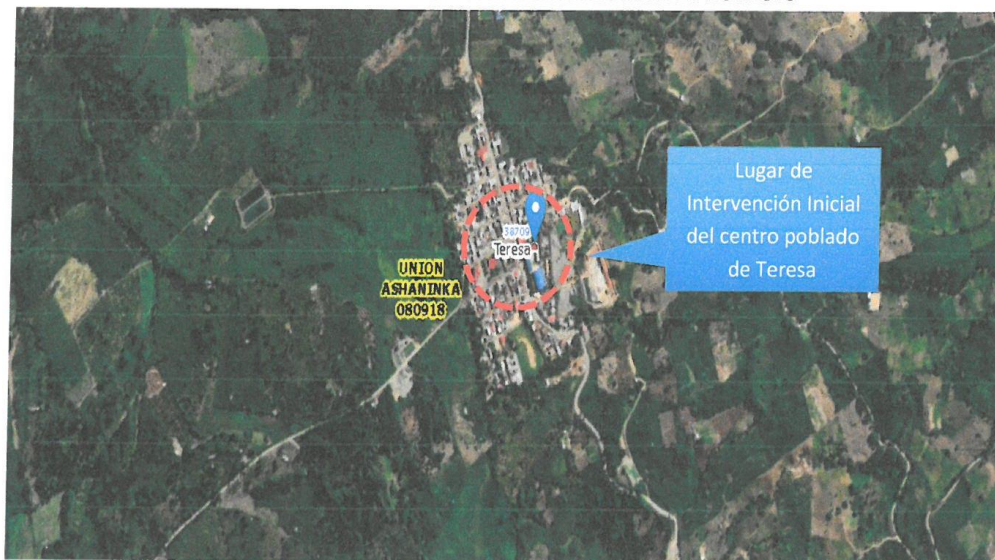 38709
Teresa
UNION
ASHANINKA
080918
Lugar de
Intervención Inicial
del centro poblado
de Teresa